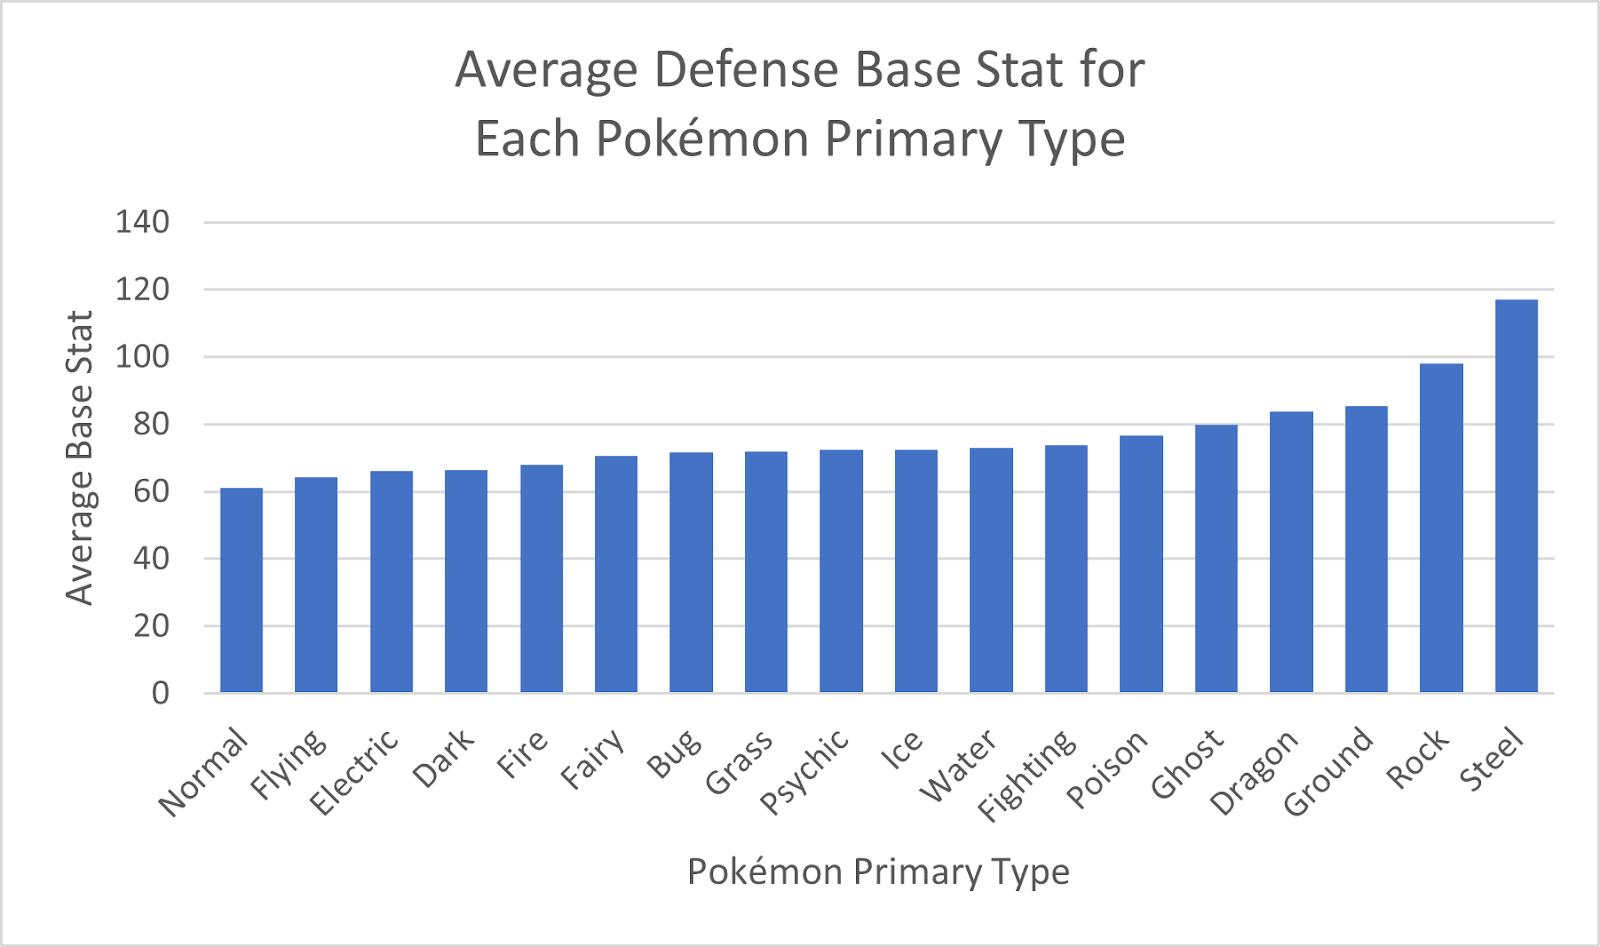 Average Defense Base Stat for
Each Pokémon Primary Type
140
120
100
80
60
40
20
0
Average Base Stat
Normal
Flying
Electric
Dark
Fire
Fairy
Bug
Grass
Psychic
Ice
Water
Fighting
Poison
Ghost
Dragon
Ground
Rock
Steel
Pokémon Primary Type